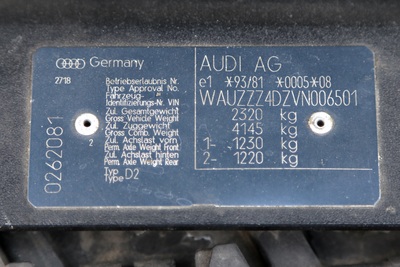 Germany
AUDI AG
2718
Betriebserlaubnis Nr.
Type Approval No.
e1 *93/81 *0005*08
Fahrzeug-
Identifizierungs-Nr. VIN
WAUZZZ4DZVN006501
Zul. Gesamtgewicht
Gross Vehicle Weight
2320 kg
Zul. Zuggewicht
Gross Comb. Weight
4145 kg
Zul. Achslast vorn
Perm. Axle Weight Front
1- 1230 kg
Zul. Achslast hinten
Perm. Axle Weight Rear
2- 1220 kg
Typ
Type D2
0262081
2